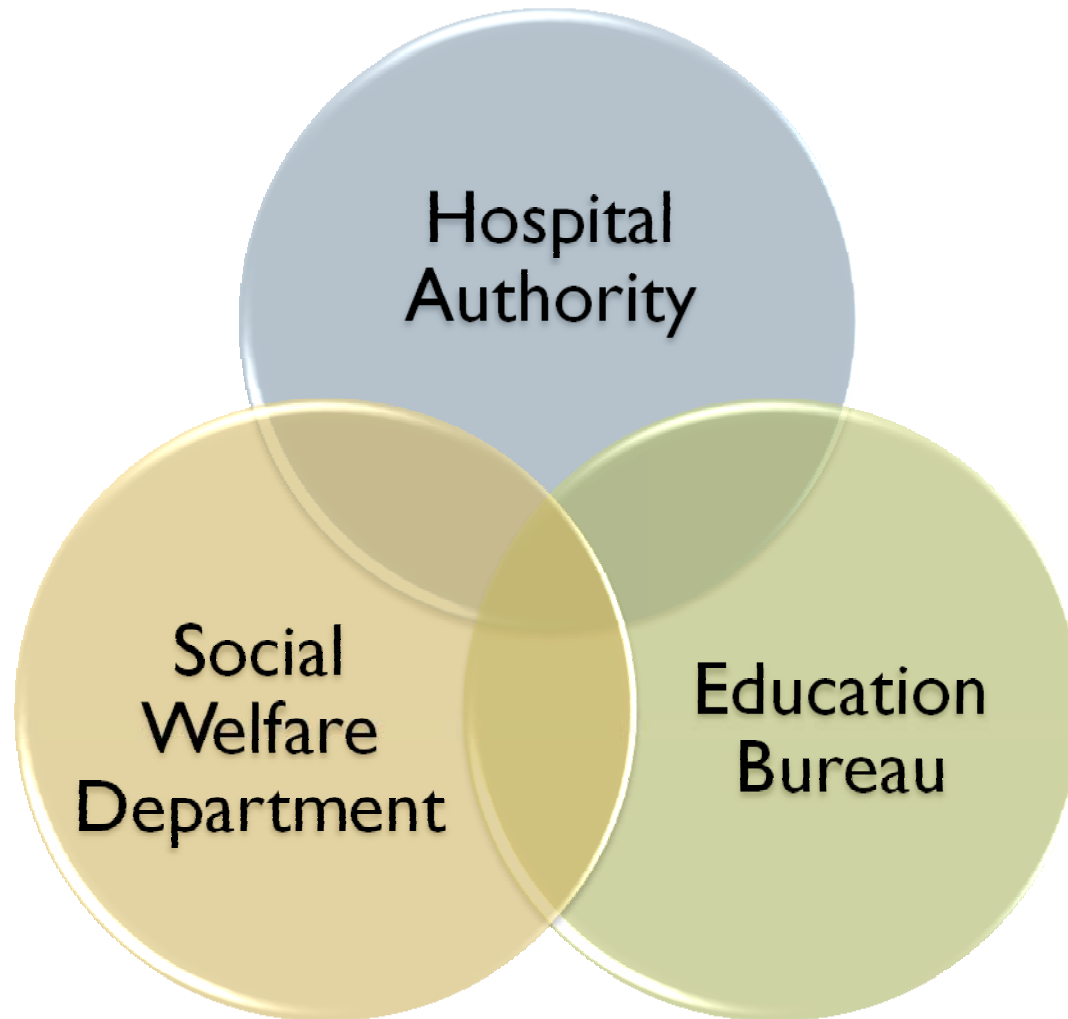 Hospital
Authority
Social
Welfare
Department
Education
Bureau